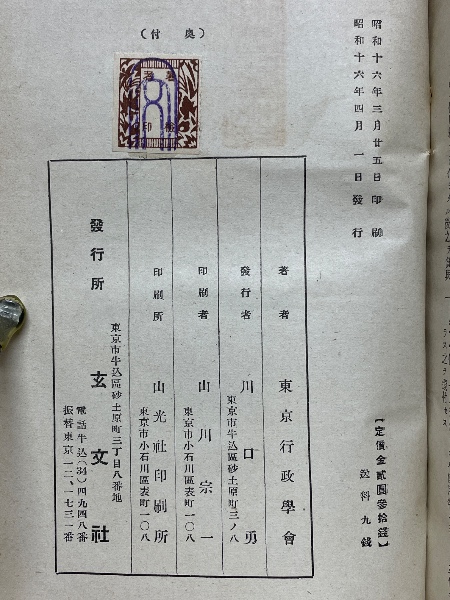 昭和十六年三月廿五日印刷
昭和十六年四月一日發行
【定價金貳圓參拾錢】
送料九錢
(奥付)
著者 東京行政學會
發行者 川口勇
東京市牛込區砂土原町三ノ八
印刷者 山川宗一
東京市小石川區表町一〇八
印刷所 山光社印刷所
東京市小石川區表町一〇八
東京市牛込區砂土原町三丁目八番地
發行所 玄文社
電話牛込(34)四九四八番
振替東京一二、一七三一番